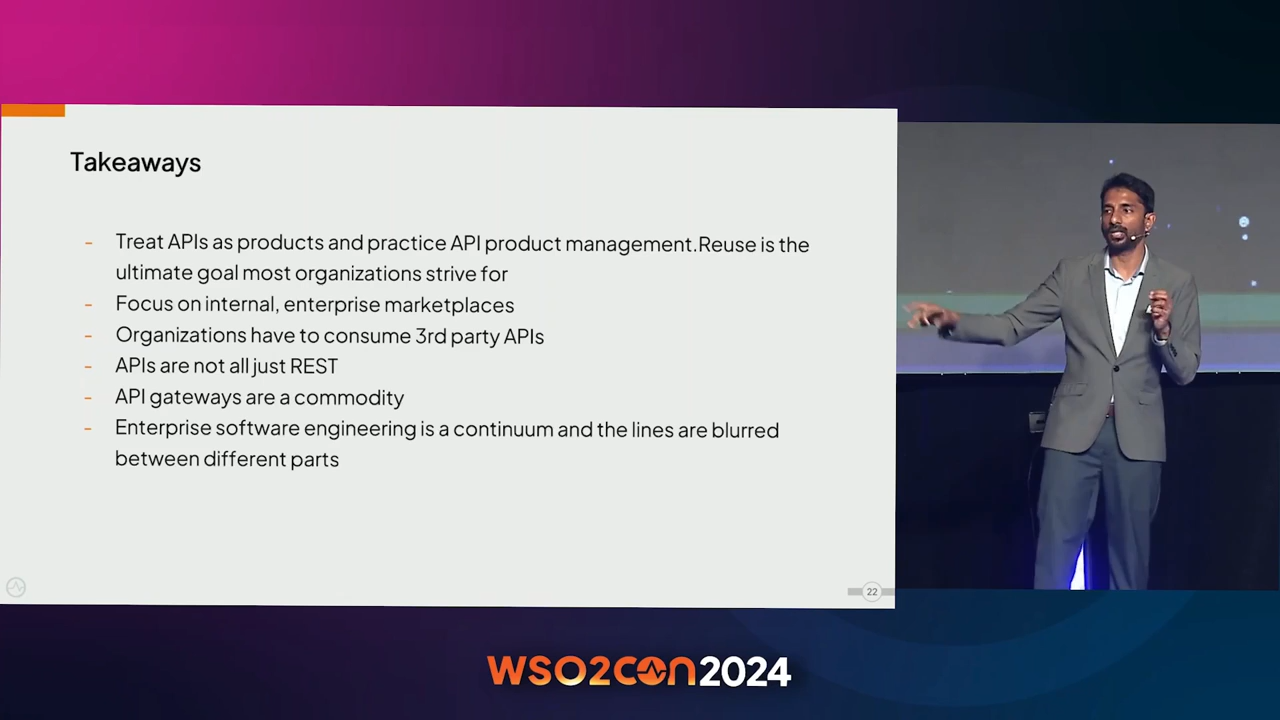 Takeaways
- Treat APIs as products and practice API product management.Reuse is the
ultimate goal most organizations strive for
- Focus on internal, enterprise marketplaces
- Organizations have to consume 3rd party APIs
- APIs are not all just REST
- API gateways are a commodity
- Enterprise software engineering is a continuum and the lines are blurred
between different parts
22
WSO2CON2024